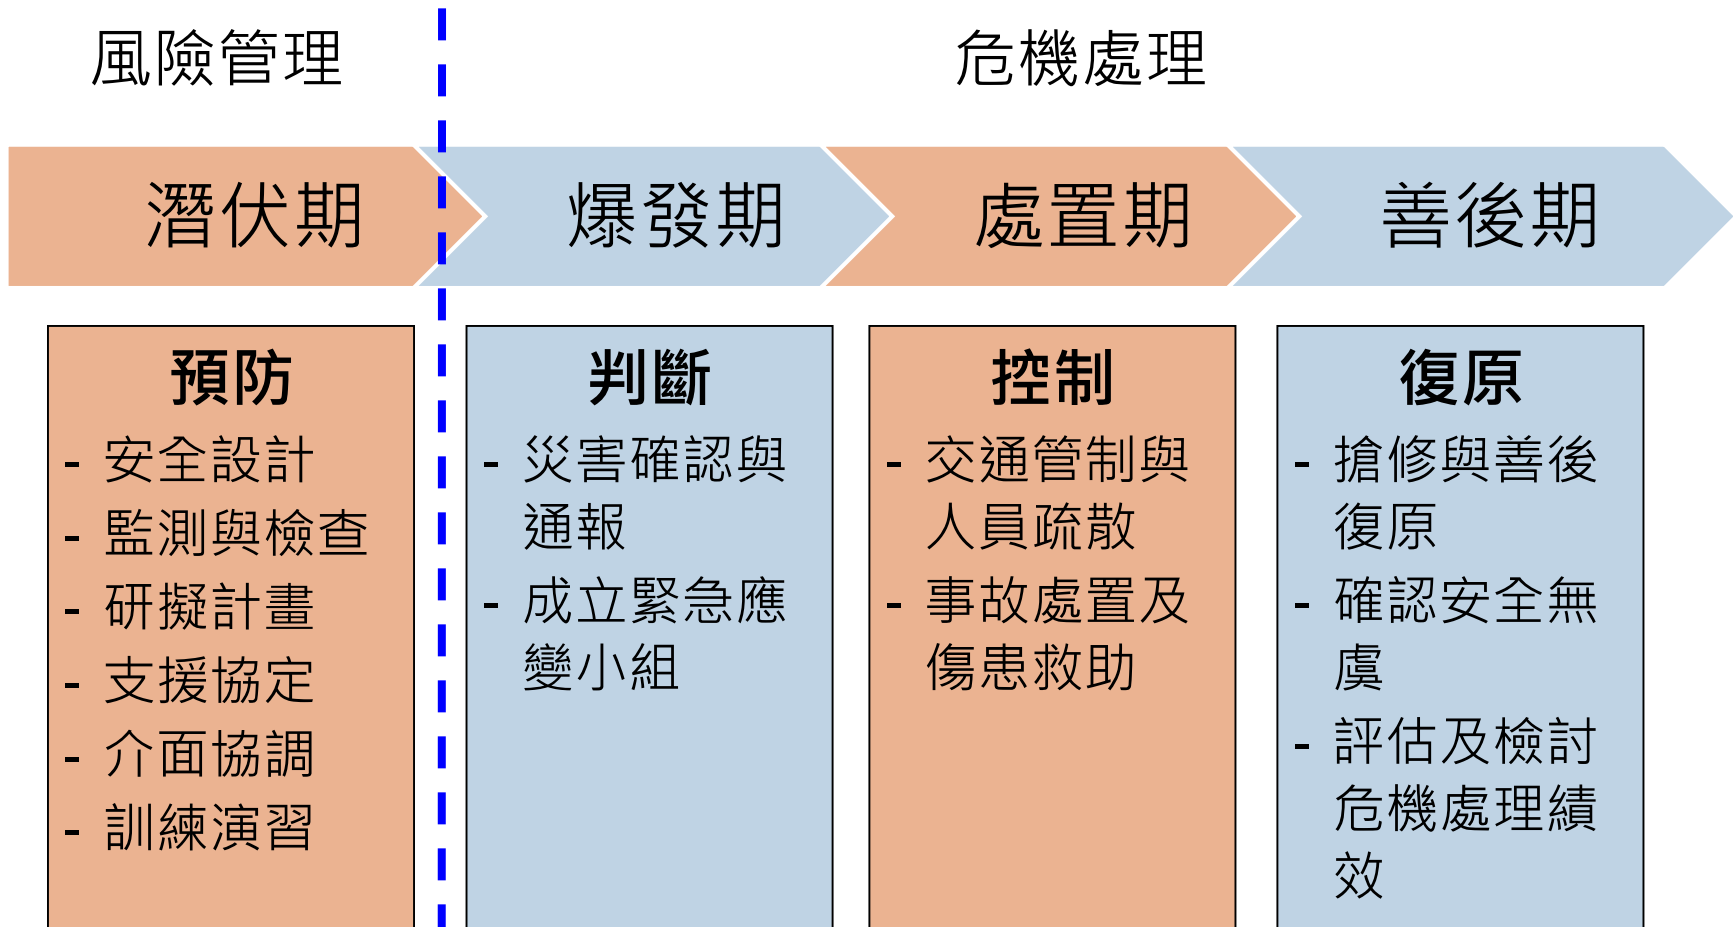 風險管理
危機處理
潛伏期
爆發期
處置期
善後期
預防
- 安全設計
- 監測與檢查
- 研擬計畫
- 支援協定
- 介面協調
- 訓練演習
判斷
- 災害確認與
通報
- 成立緊急應
變小組
控制
- 交通管制與
人員疏散
- 事故處置及
傷患救助
復原
- 搶修與善後
復原
- 確認安全無
虞
- 評估及檢討
危機處理績
效